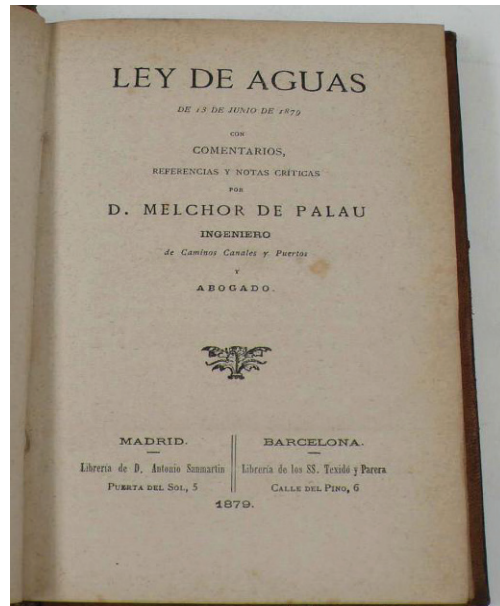 LEY DE AGUAS
DE 13 DE JUNIO DE 1879
CON
COMENTARIOS,
REFERENCIAS Y NOTAS CRÍTICAS
POR
D. MELCHOR DE PALAU
INGENIERO
de Caminos Canales y Puertos
Y
ABOGADO.
MADRID.
Librería de D. Antonio Sanmartin
PUERTA DEL SOL, 5
BARCELONA.
Librería de los SS. Texidó y Parera
CALLE DEL PINO, 6
1879.